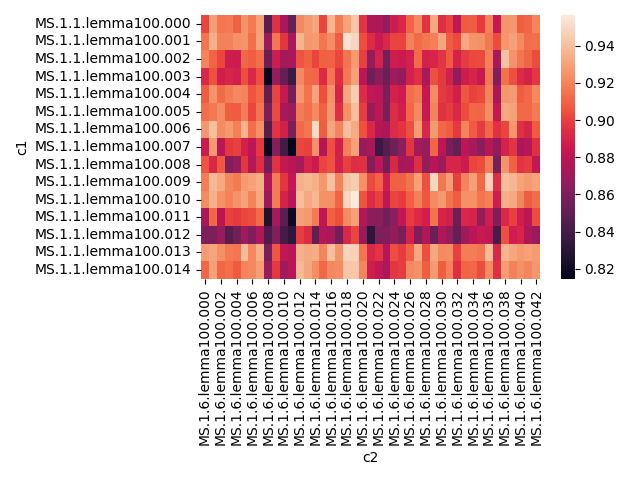 c1
MS.1.1.lemma100.000
MS.1.1.lemma100.001
MS.1.1.lemma100.002
MS.1.1.lemma100.003
MS.1.1.lemma100.004
MS.1.1.lemma100.005
MS.1.1.lemma100.006
MS.1.1.lemma100.007
MS.1.1.lemma100.008
MS.1.1.lemma100.009
MS.1.1.lemma100.010
MS.1.1.lemma100.011
MS.1.1.lemma100.012
MS.1.1.lemma100.013
MS.1.1.lemma100.014
0.94
0.92
0.90
0.88
0.86
0.84
0.82
MS.1.6.lemma100.000
MS.1.6.lemma100.002
MS.1.6.lemma100.004
MS.1.6.lemma100.006
MS.1.6.lemma100.008
MS.1.6.lemma100.010
MS.1.6.lemma100.012
MS.1.6.lemma100.014
MS.1.6.lemma100.016
MS.1.6.lemma100.018
MS.1.6.lemma100.020
MS.1.6.lemma100.022
MS.1.6.lemma100.024
MS.1.6.lemma100.026
MS.1.6.lemma100.028
MS.1.6.lemma100.030
MS.1.6.lemma100.032
MS.1.6.lemma100.034
MS.1.6.lemma100.036
MS.1.6.lemma100.038
MS.1.6.lemma100.040
MS.1.6.lemma100.042
c2